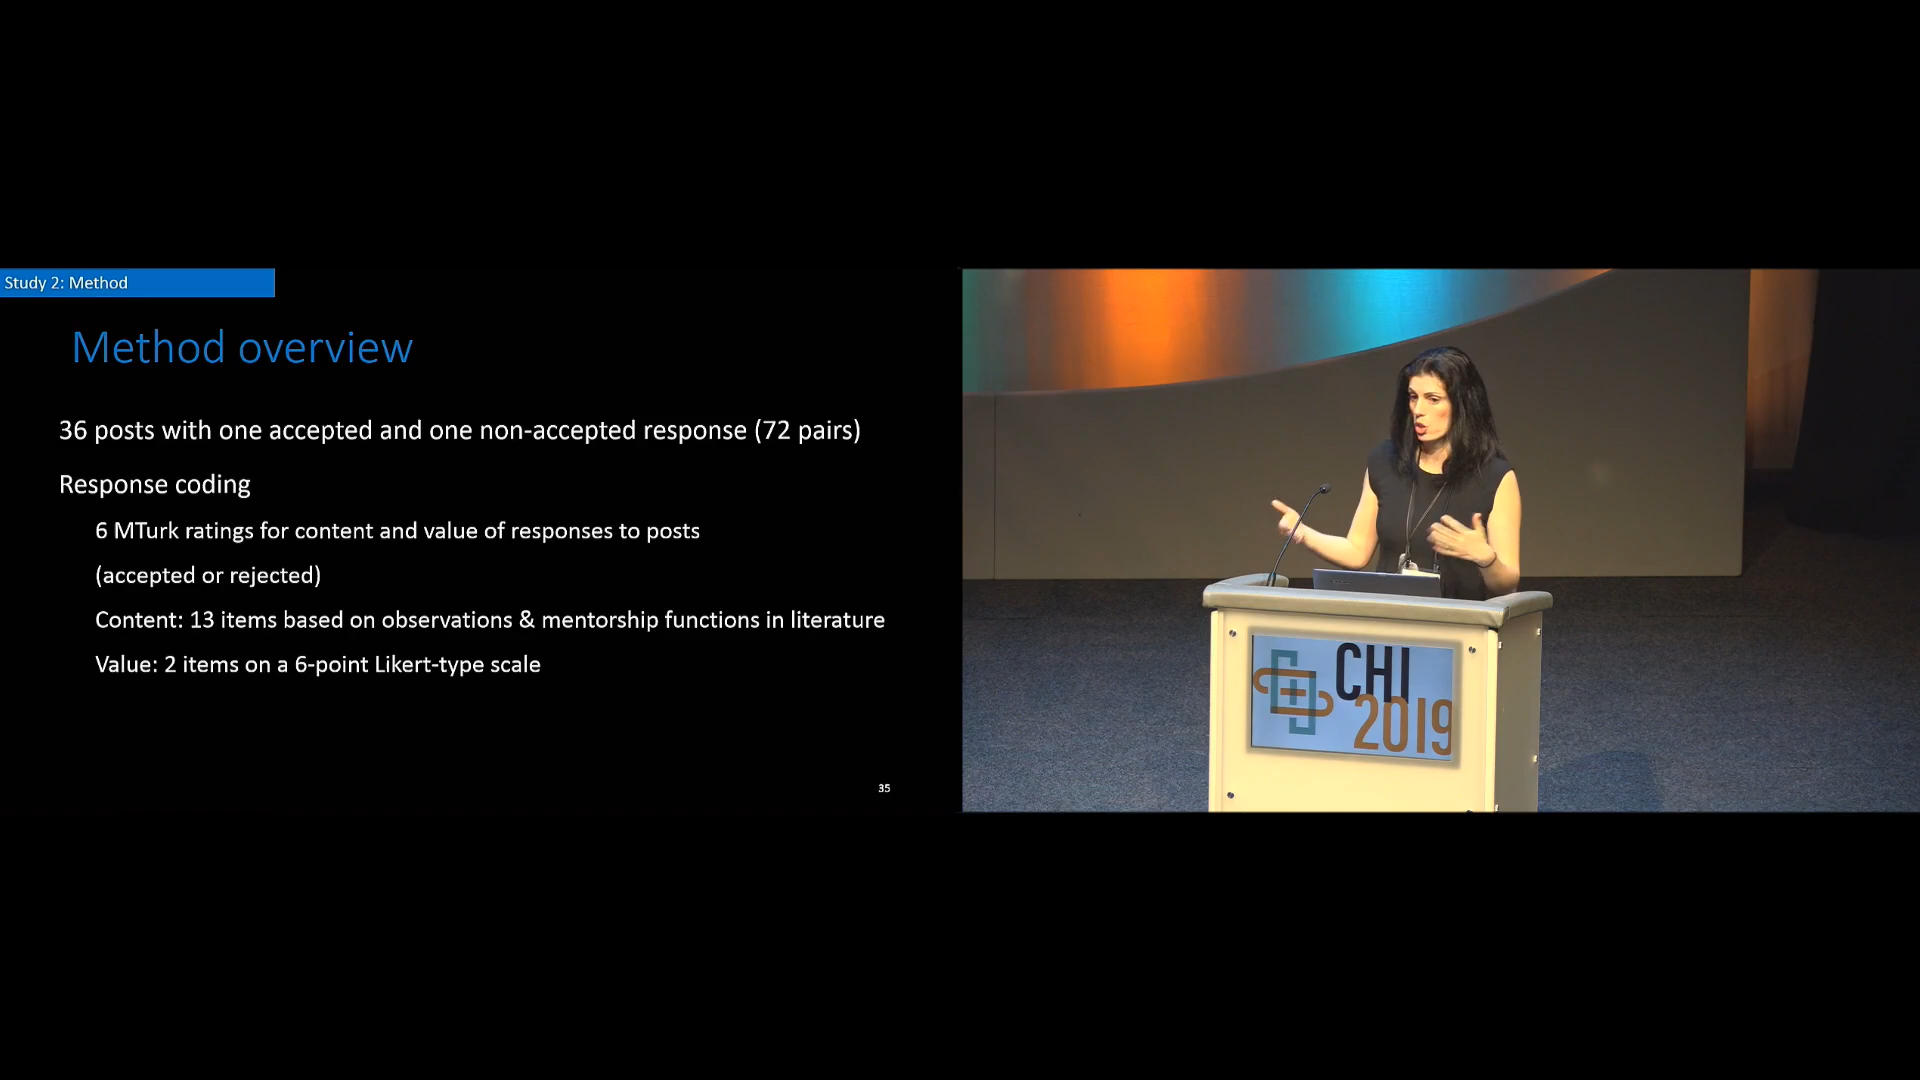 Study 2: Method
Method overview
36 posts with one accepted and one non-accepted response (72 pairs)
Response coding
6 MTurk ratings for content and value of responses to posts
(accepted or rejected)
Content: 13 items based on observations & mentorship functions in literature
Value: 2 items on a 6-point Likert-type scale
35
CHI
2019